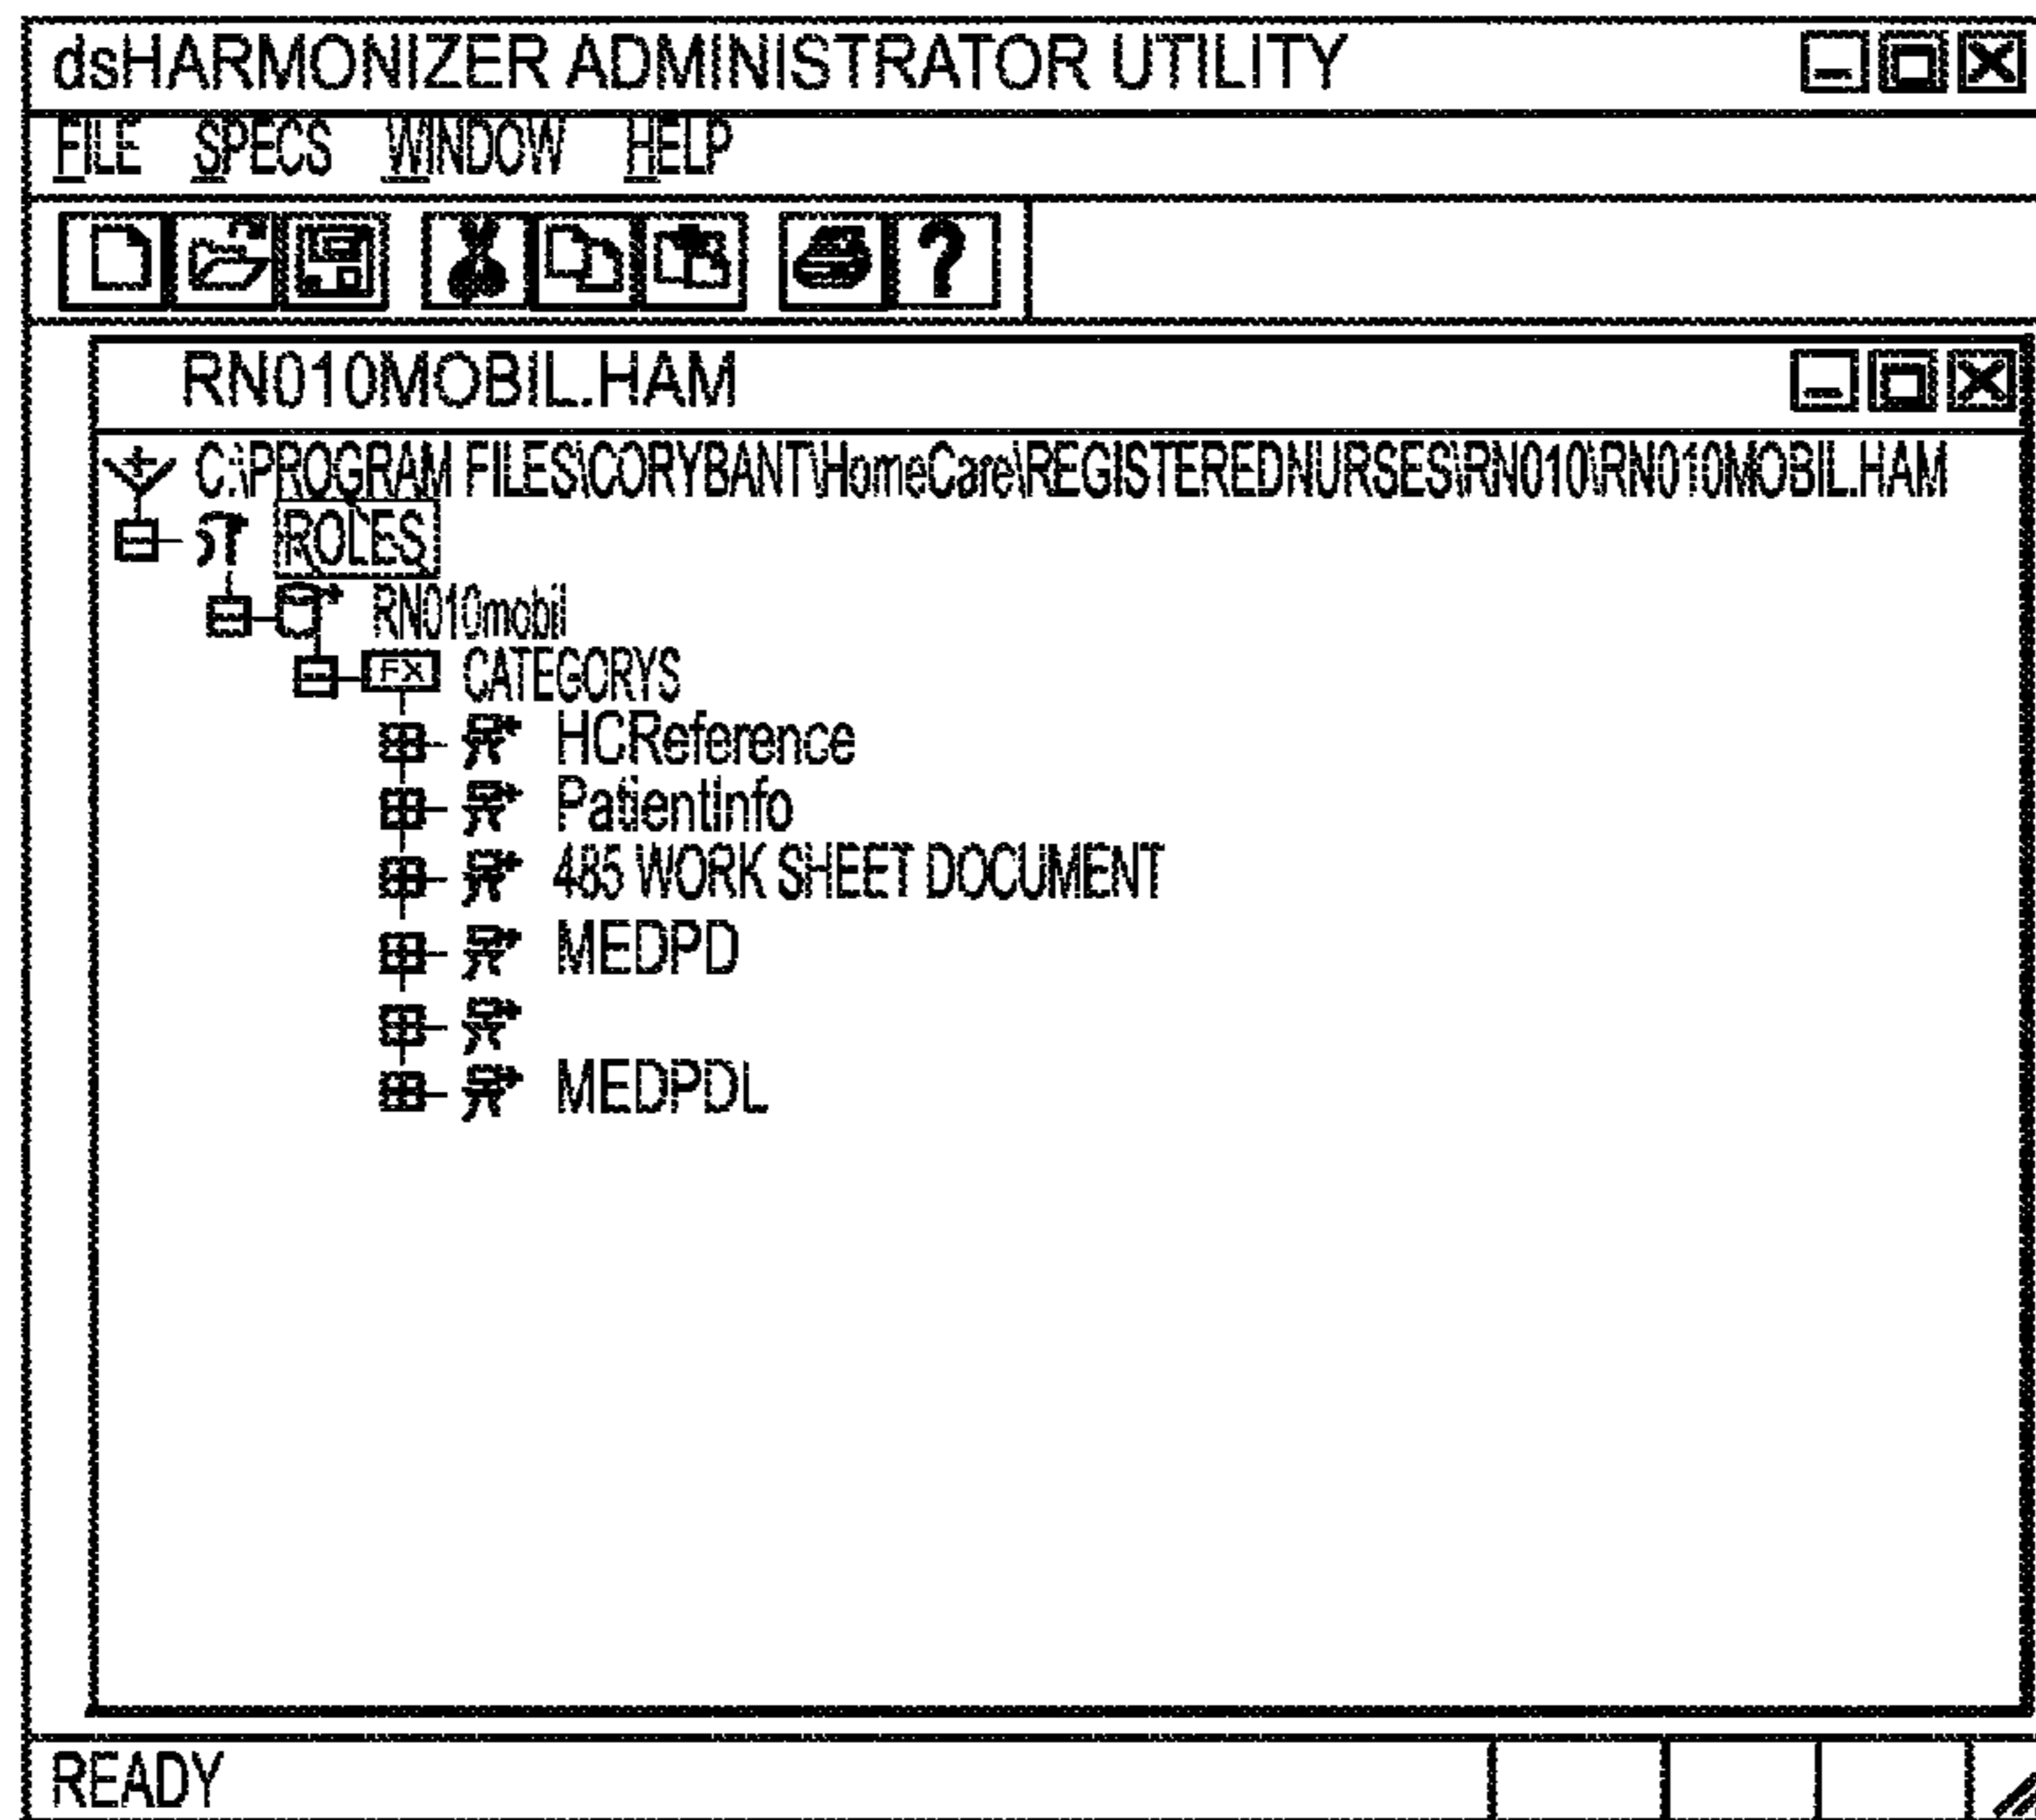 dsHARMONIZER ADMINISTRATOR UTILITY
FILE SPECS WINDOW HELP
?
RN010MOBIL.HAM
C:\PROGRAM FILES\CORYBANT\HomeCare\REGISTEREDNURSES\RN010\RN010MOBIL.HAM
ROLES
RN010mobil
FX CATEGORYS
HCReference
PatientInfo
485 WORK SHEET DOCUMENT
MEDPD
MEDPDL
READY